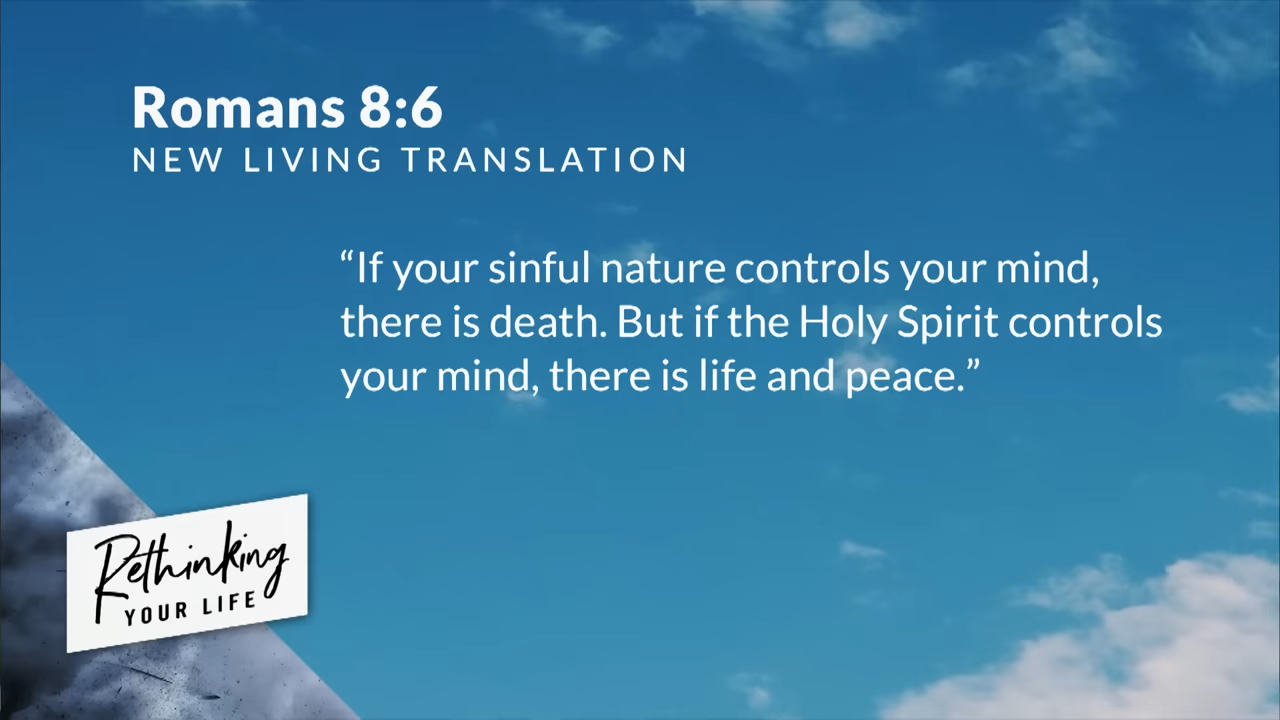 Romans 8:6
NEW LIVING TRANSLATION
“If your sinful nature controls your mind,
there is death. But if the Holy Spirit controls
your mind, there is life and peace.”
Rethinking
YOUR LIFE